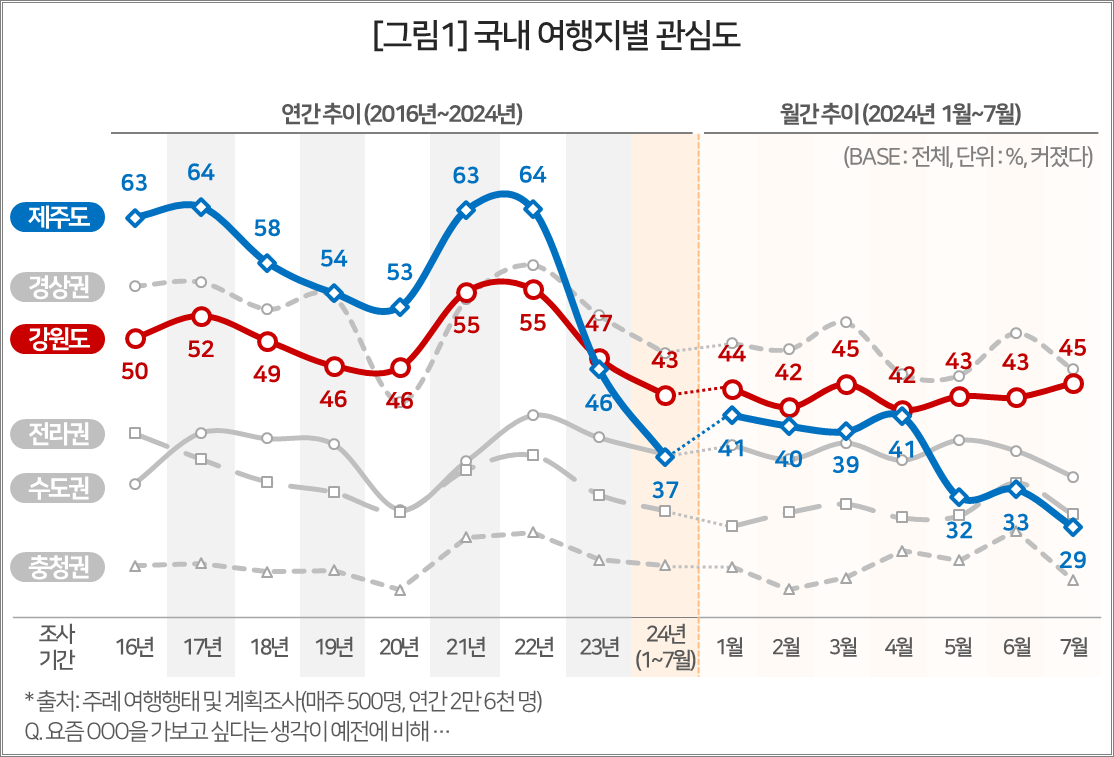 [그림1] 국내 여행지별 관심도
연간 추이 (2016년~2024년)
월간 추이 (2024년 1월~7월)
(BASE : 전체, 단위 : %, 커졌다)
제주도
63 64 58 54 53 63 64 46 37 41 40 39 41 32 33 29
경상권
강원도
50 52 49 46 46 55 55 47 43 44 42 45 42 43 43 45
전라권
수도권
충청권
조사
기간
16년 17년 18년 19년 20년 21년 22년 23년 24년
(1~7월)
1월 2월 3월 4월 5월 6월 7월
* 출처 : 주례 여행행태 및 계획조사(매주 500명, 연간 2만 6천 명)
Q. 요즘 OOO을 가보고 싶다는 생각이 예전에 비해 ⋯